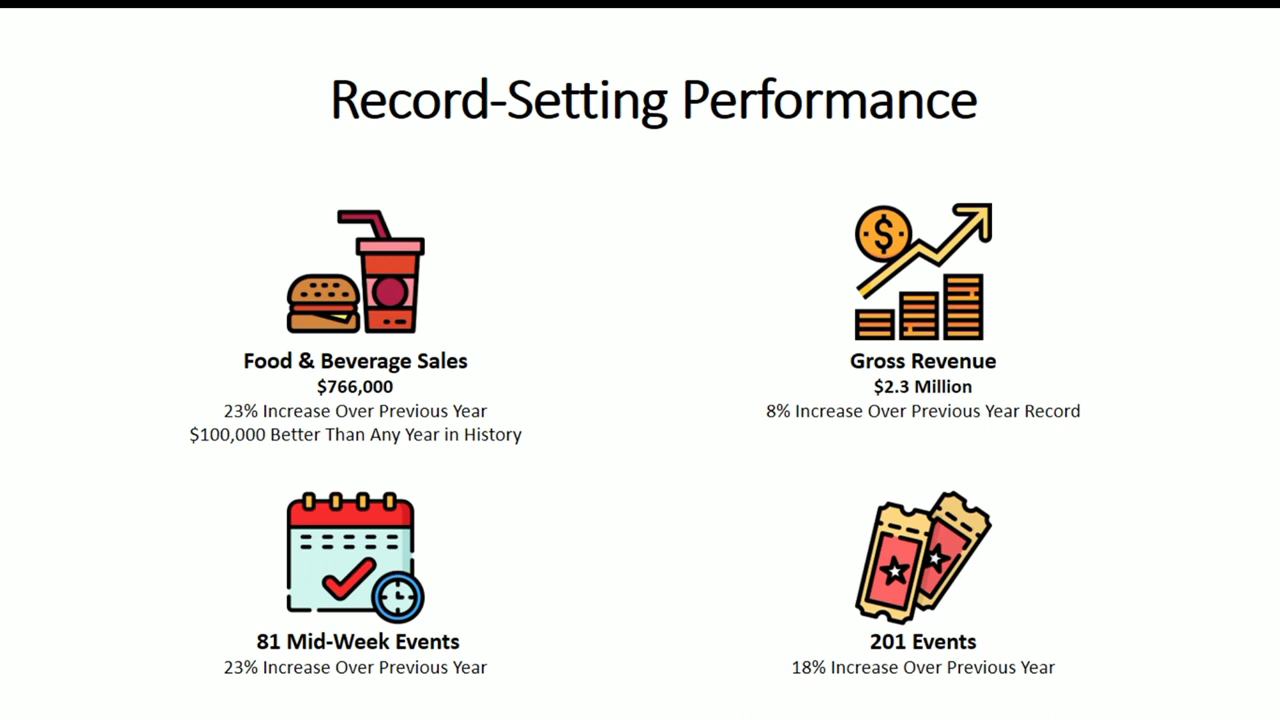 Record-Setting Performance
Food & Beverage Sales
$766,000
23% Increase Over Previous Year
$100,000 Better Than Any Year in History
Gross Revenue
$2.3 Million
8% Increase Over Previous Year Record
81 Mid-Week Events
23% Increase Over Previous Year
201 Events
18% Increase Over Previous Year